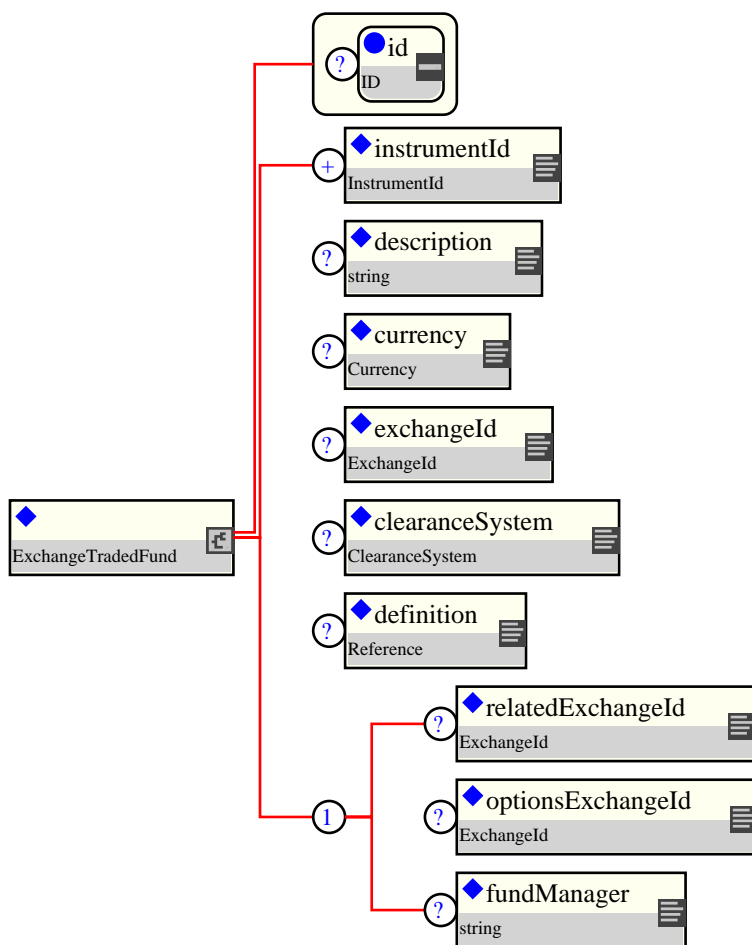 ? id
ID
+ instrumentId
InstrumentId
? description
string
? currency
Currency
? exchangeId
ExchangeId
? clearanceSystem
ExchangeTradedFund ClearanceSystem
? definition
Reference
? relatedExchangeId
ExchangeId
1 ? optionsExchangeId
ExchangeId
? fundManager
string